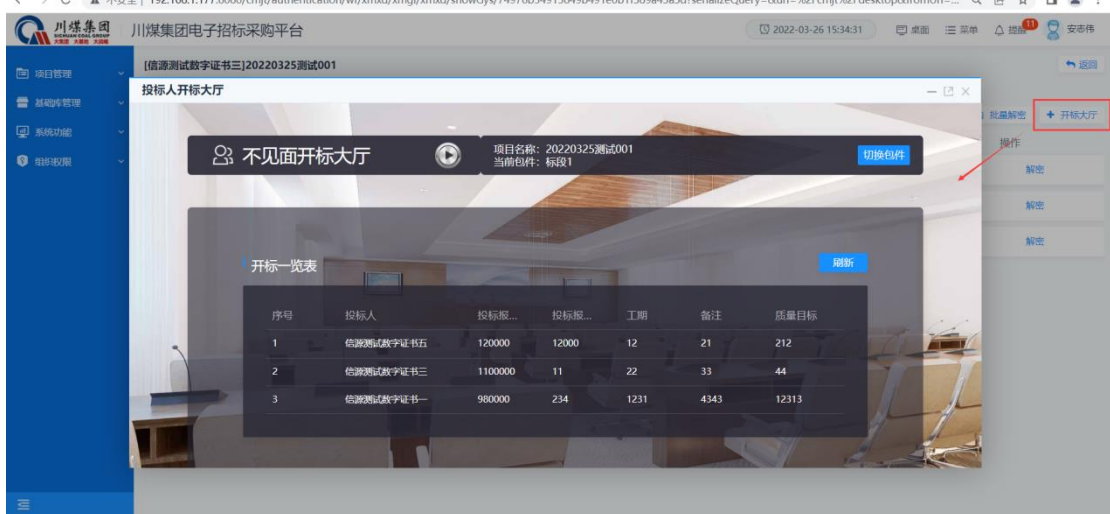 川煤集团
SICHUAN COAL GROUP
川煤集团电子招标采购平台
2022-03-26 15:34:31
桌面
菜单
提醒
11
安志伟
项目管理
基础库管理
系统功能
组织权限
[信源测试数字证书三]20220325测试001
返回
投标人开标大厅
批量解密
开标大厅
不见面开标大厅
项目名称: 20220325测试001
当前包件: 标段1
切换包件
操作
解密
解密
解密
开标一览表
刷新
序号 投标人 投标报... 投标报... 工期 备注 质量目标
1 信源测试数字证书五 120000 12000 12 21 212
2 信源测试数字证书三 1100000 11 22 33 44
3 信源测试数字证书一 980000 234 1231 4343 12313